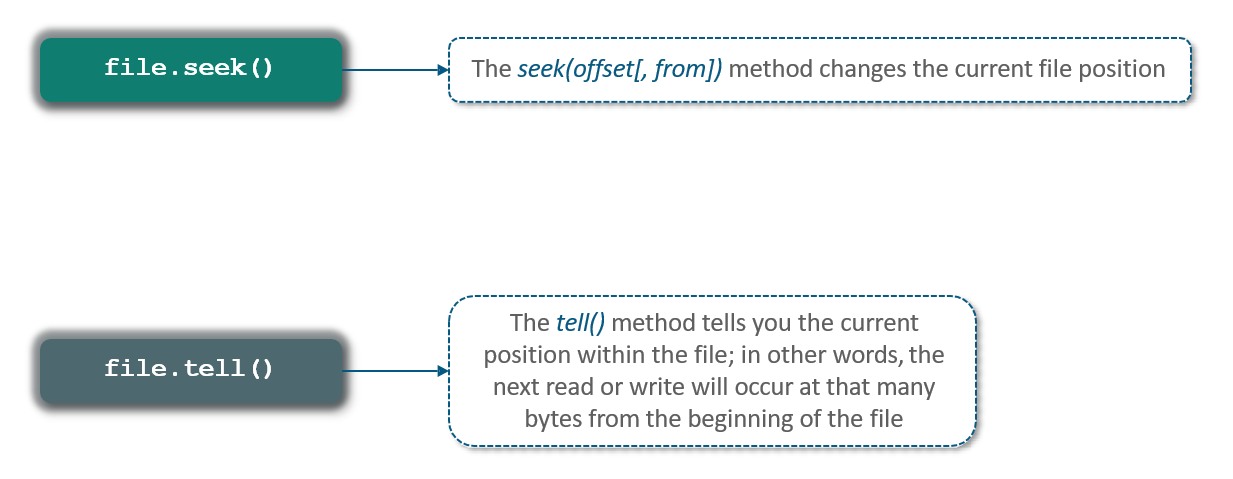 file.seek()
The seek(offset[, from]) method changes the current file position
file.tell()
The tell() method tells you the current
position within the file; in other words, the
next read or write will occur at that many
bytes from the beginning of the file